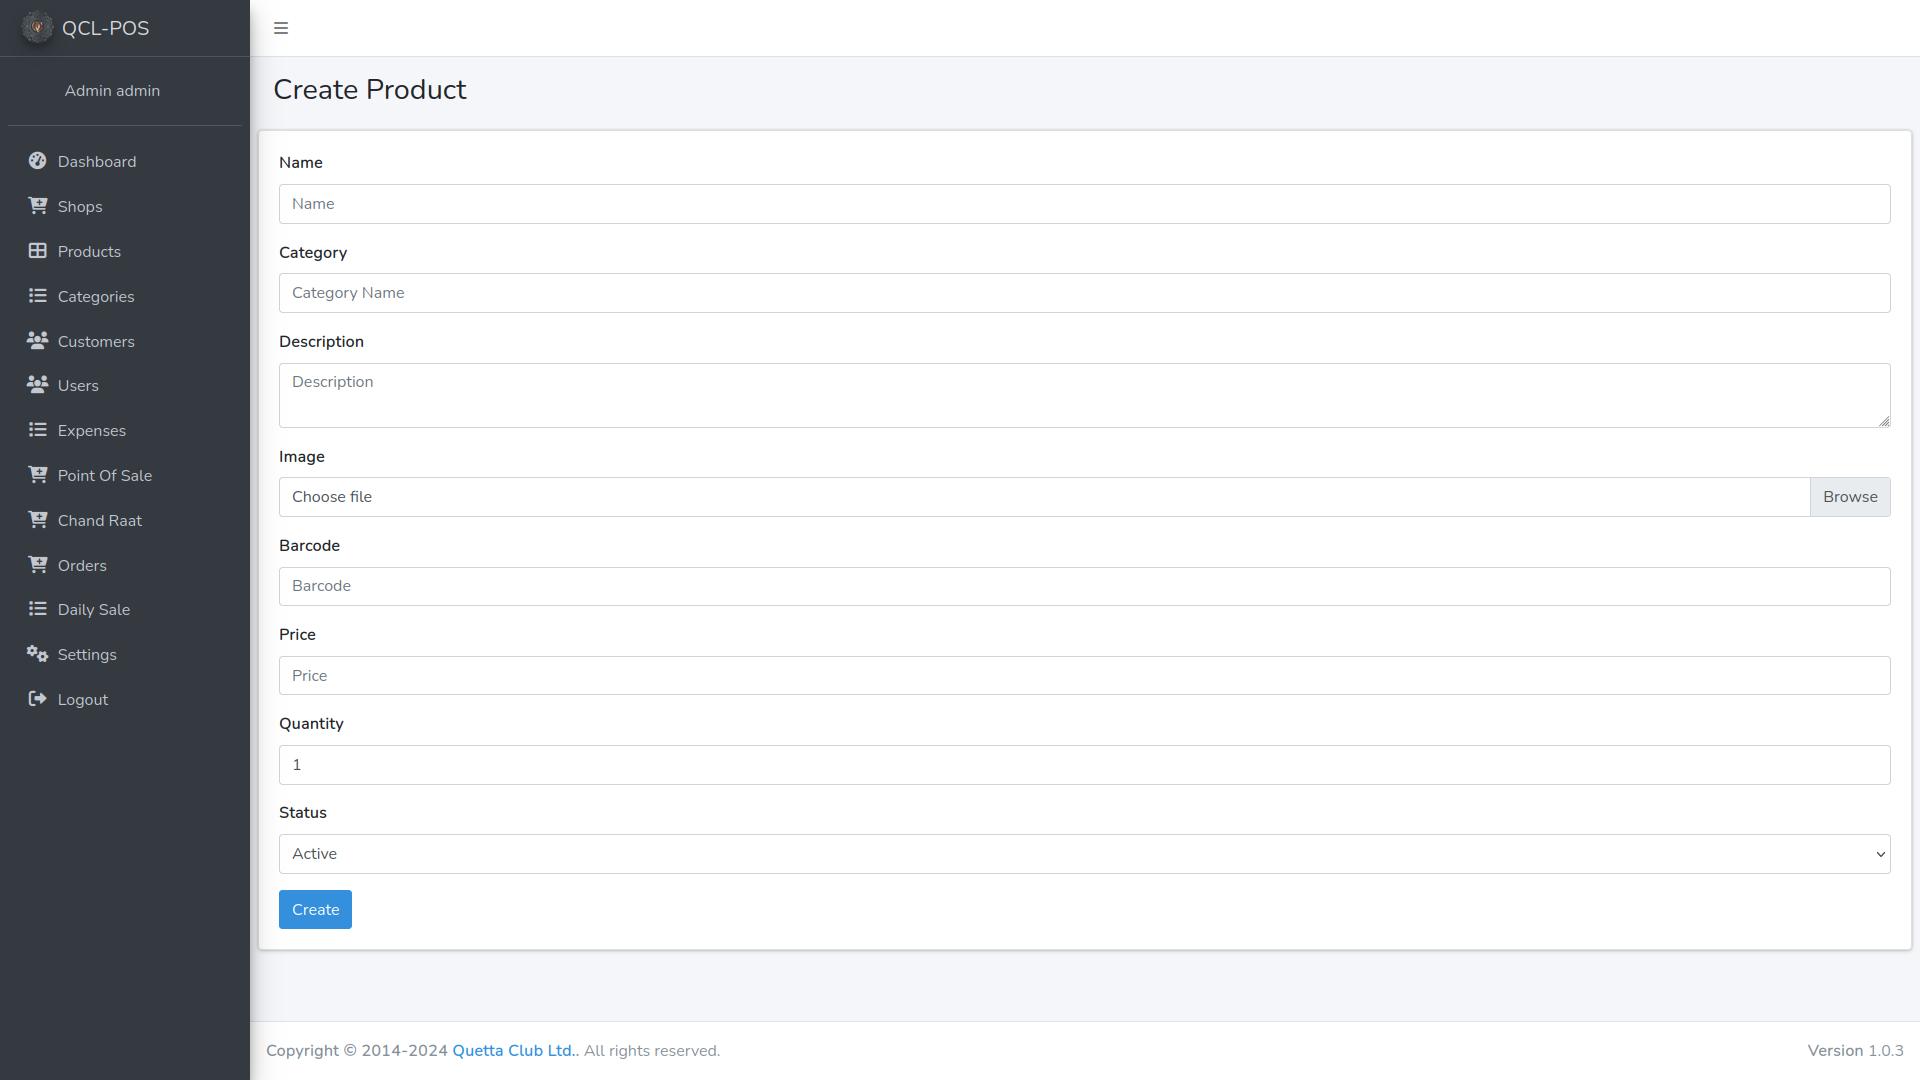 QCL-POS
Admin admin
Dashboard
Shops
Products
Categories
Customers
Users
Expenses
Point Of Sale
Chand Raat
Orders
Daily Sale
Settings
Logout
Create Product
Name
Name
Category
Category Name
Description
Description
Image
Choose file
Browse
Barcode
Barcode
Price
Price
Quantity
1
Status
Active
Create
Copyright © 2014-2024 Quetta Club Ltd.. All rights reserved.
Version 1.0.3